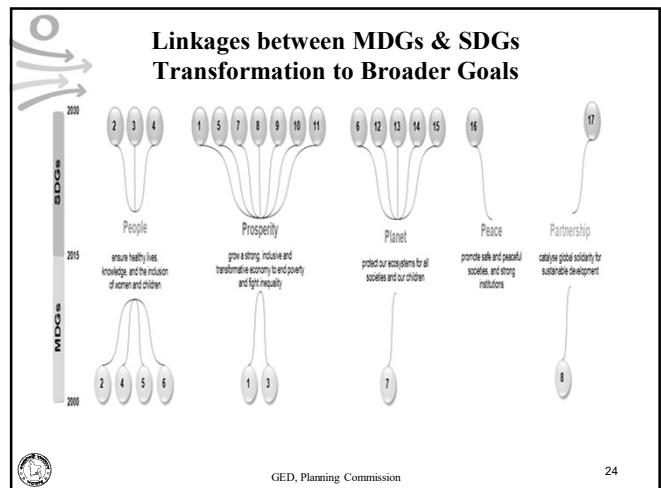 Linkages between MDGs & SDGs
Transformation to Broader Goals
2030
2 3 4 1 5 7 8 9 10 11 6 12 13 14 15 16 17
SDGs
People Prosperity Planet Peace Partnership
ensure healthy lives,
knowledge, and the inclusion
of women and children
grow a strong, inclusive and
transformative economy to end poverty
and fight inequality
protect our ecosystems for all
societies and our children
promote safe and peaceful
societies, and strong
institutions
catalyse global solidarity for
sustainable development
2015
MDGs
2 4 5 6 1 3 7 8
2000
GED, Planning Commission
24